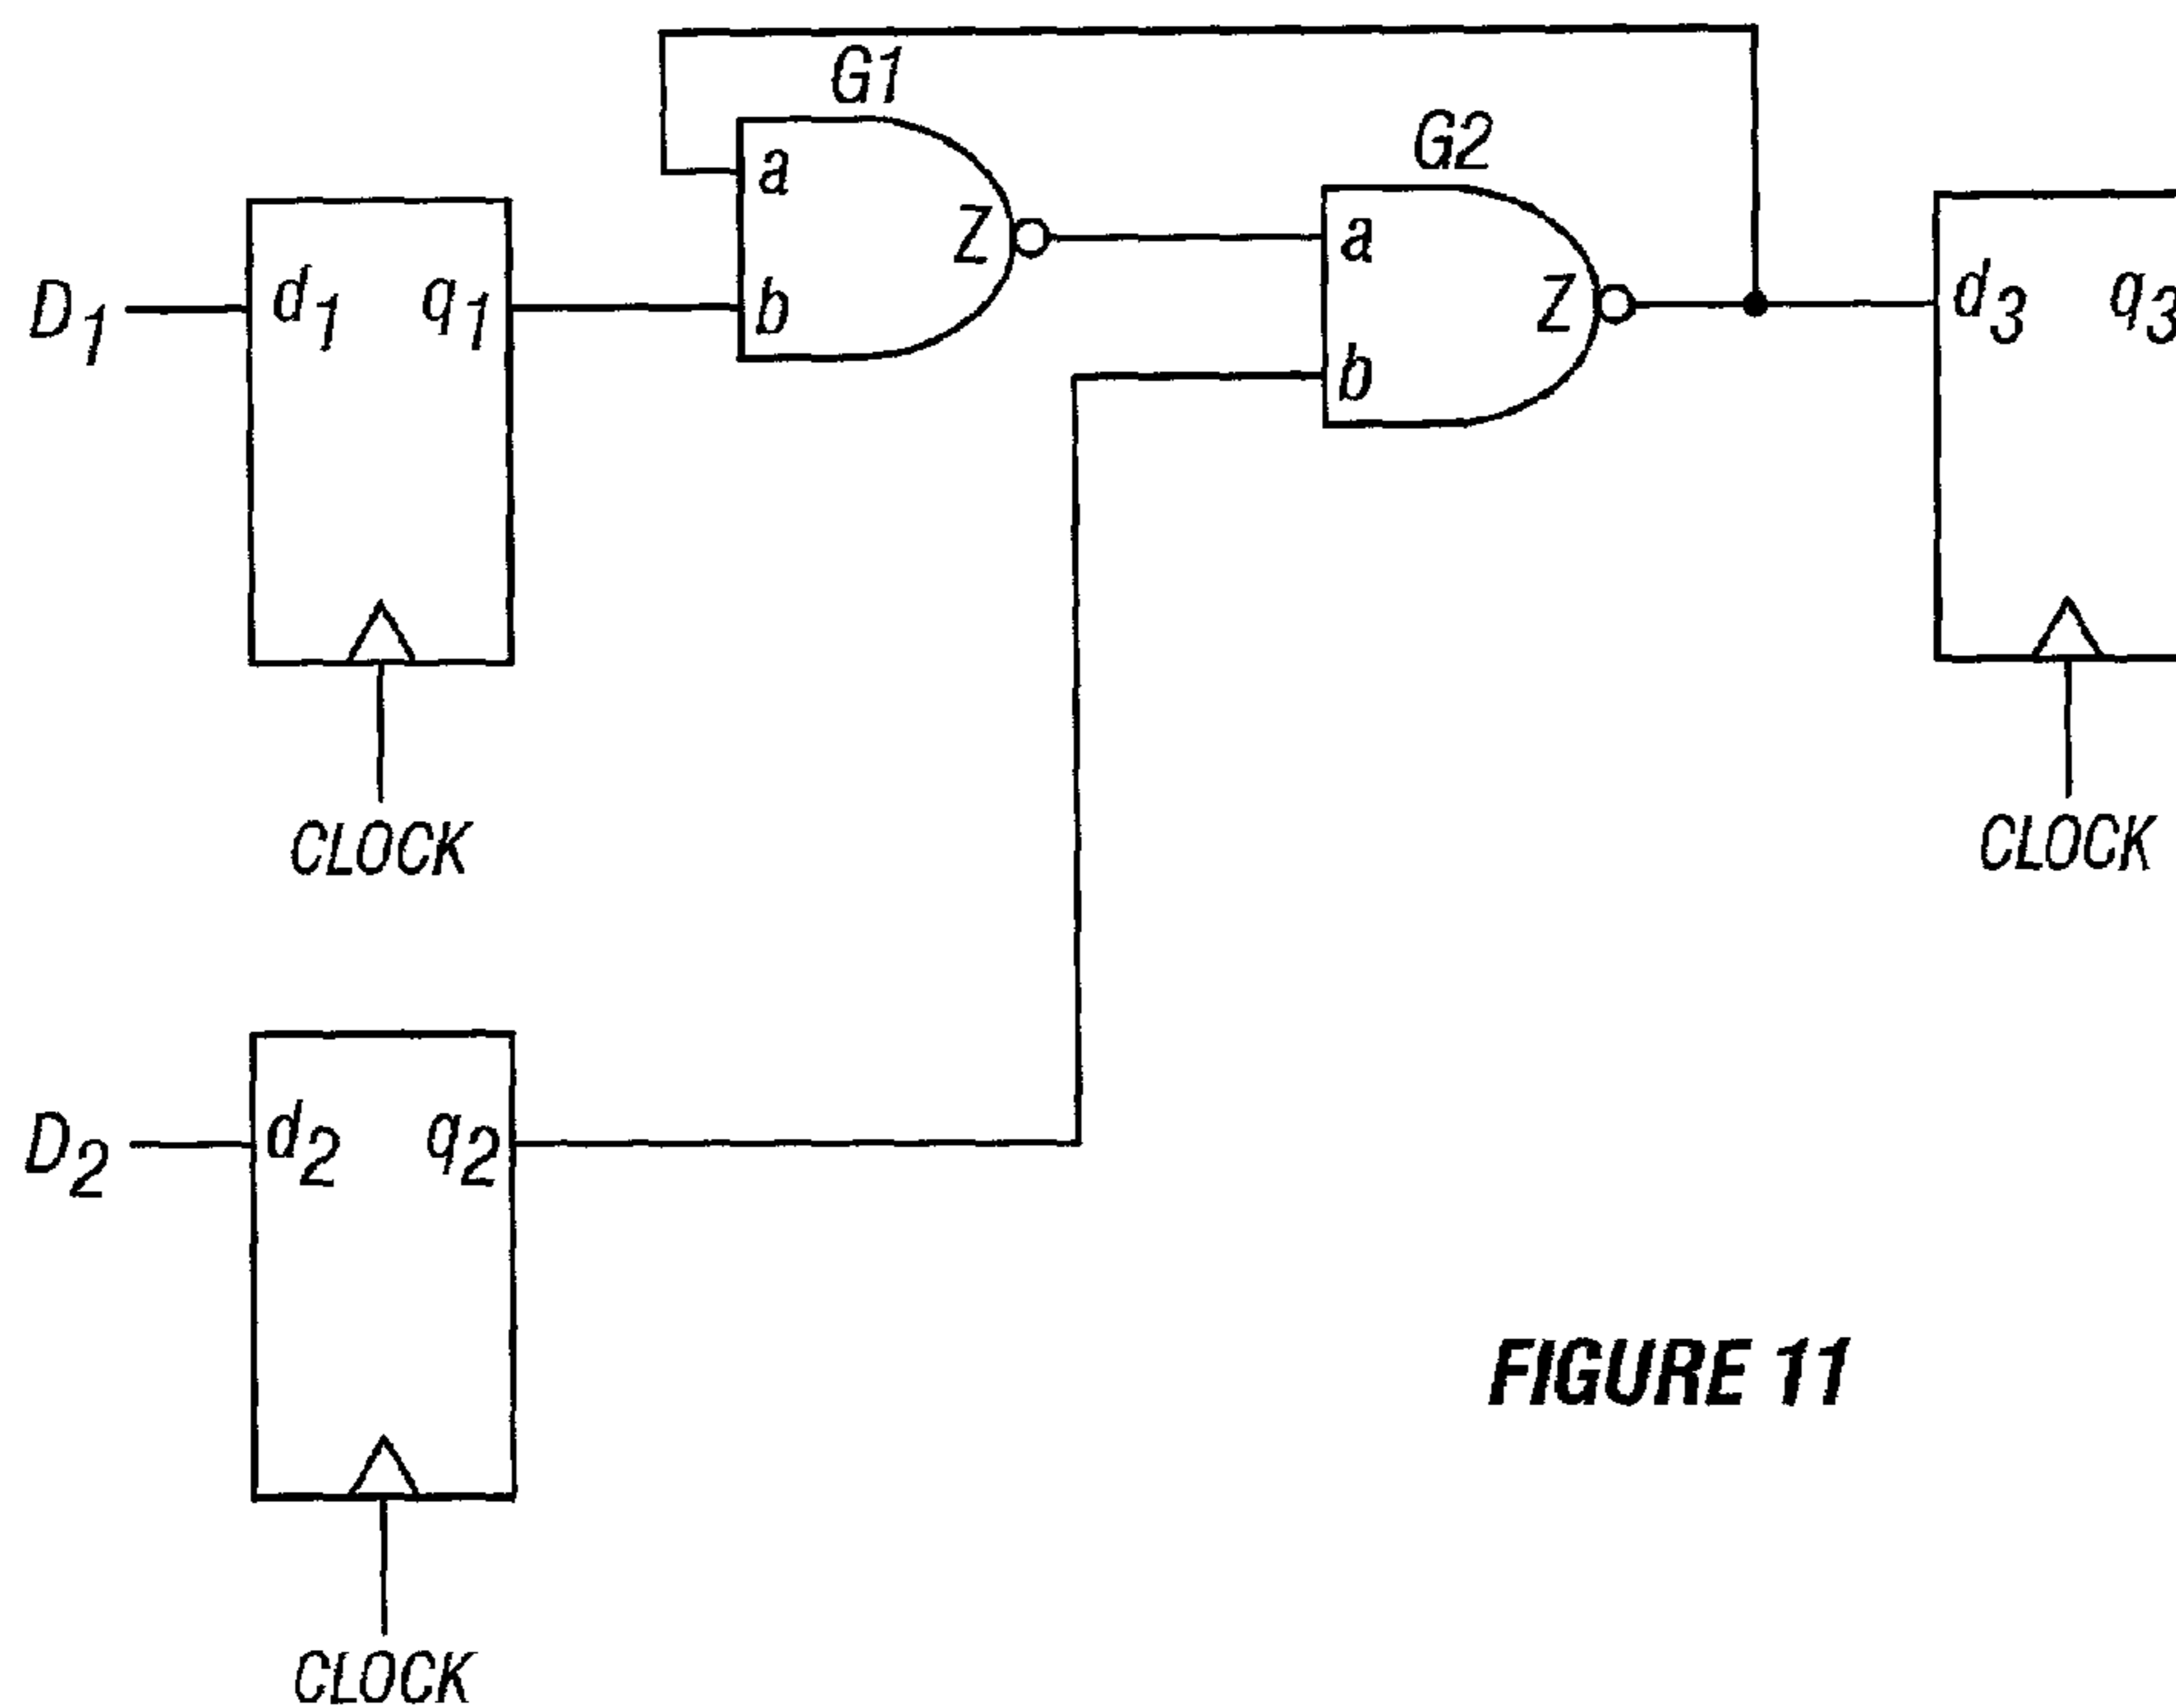 G1
G2
a
Z
b
a
Z
b
D1
d1 q1
d3 q3
CLOCK
CLOCK
D2
d2 q2
CLOCK
FIGURE 11